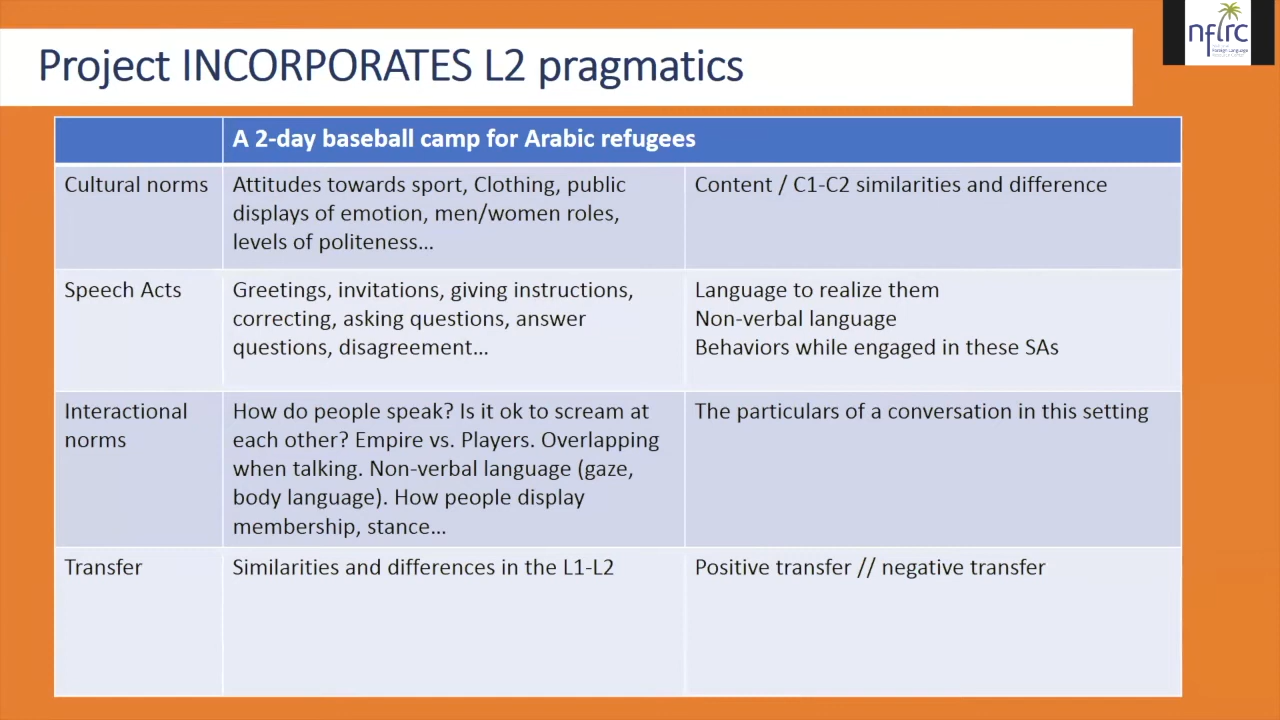 nflrc
Foreign Language
Project INCORPORATES L2 pragmatics
A 2-day baseball camp for Arabic refugees
Cultural norms
Attitudes towards sport, Clothing, public
displays of emotion, men/women roles,
levels of politeness…
Content / C1-C2 similarities and difference
Speech Acts
Greetings, invitations, giving instructions,
correcting, asking questions, answer
questions, disagreement…
Language to realize them
Non-verbal language
Behaviors while engaged in these SAs
Interactional
norms
How do people speak? Is it ok to scream at
each other? Empire vs. Players. Overlapping
when talking. Non-verbal language (gaze,
body language). How people display
membership, stance…
The particulars of a conversation in this setting
Transfer
Similarities and differences in the L1-L2
Positive transfer // negative transfer